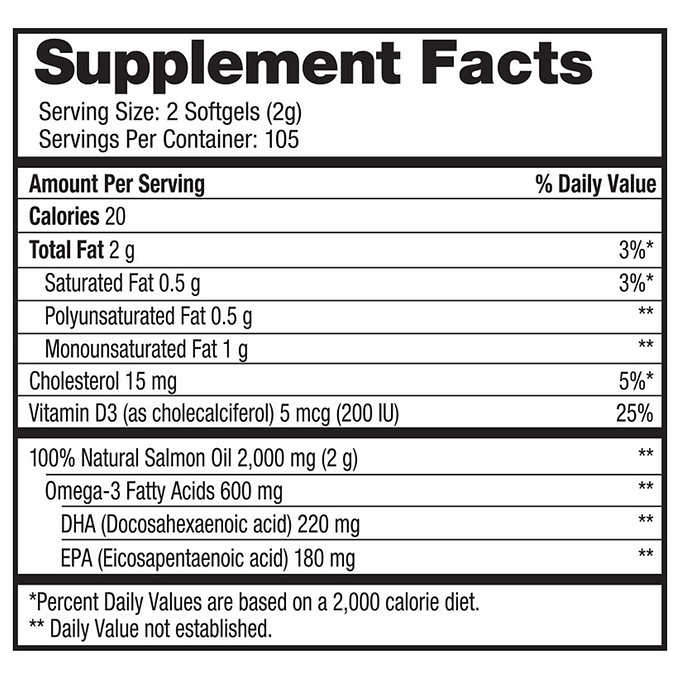 Supplement Facts
Serving Size: 2 Softgels (2g)
Servings Per Container: 105
Amount Per Serving % Daily Value
Calories 20
Total Fat 2 g 3%*
Saturated Fat 0.5 g 3%*
Polyunsaturated Fat 0.5 g **
Monounsaturated Fat 1 g **
Cholesterol 15 mg 5%*
Vitamin D3 (as cholecalciferol) 5 mcg (200 IU) 25%
100% Natural Salmon Oil 2,000 mg (2 g) **
Omega-3 Fatty Acids 600 mg **
DHA (Docosahexaenoic acid) 220 mg **
EPA (Eicosapentaenoic acid) 180 mg **
*Percent Daily Values are based on a 2,000 calorie diet.
** Daily Value not established.